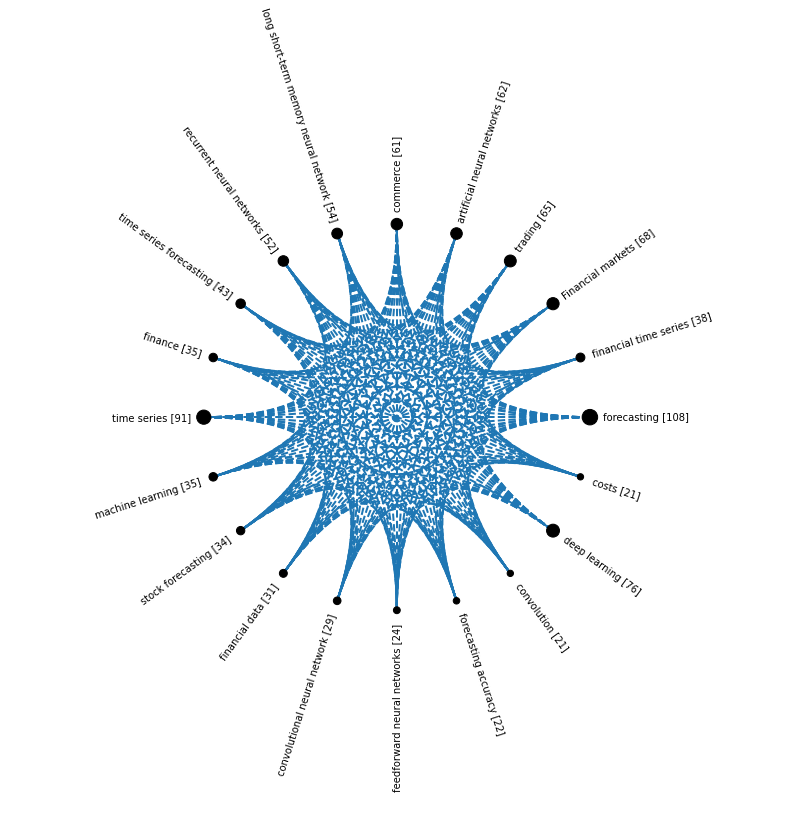 long short-term memory neural network [54]
commerce [61]
artificial neural networks [62]
recurrent neural networks [52]
trading [65]
time series forecasting [43]
Financial markets [68]
finance [35]
financial time series [38]
time series [91]
forecasting [108]
machine learning [35]
costs [21]
stock forecasting [34]
deep learning [76]
financial data [31]
convolution [21]
convolutional neural network [29]
feedforward neural networks [24]
forecasting accuracy [22]